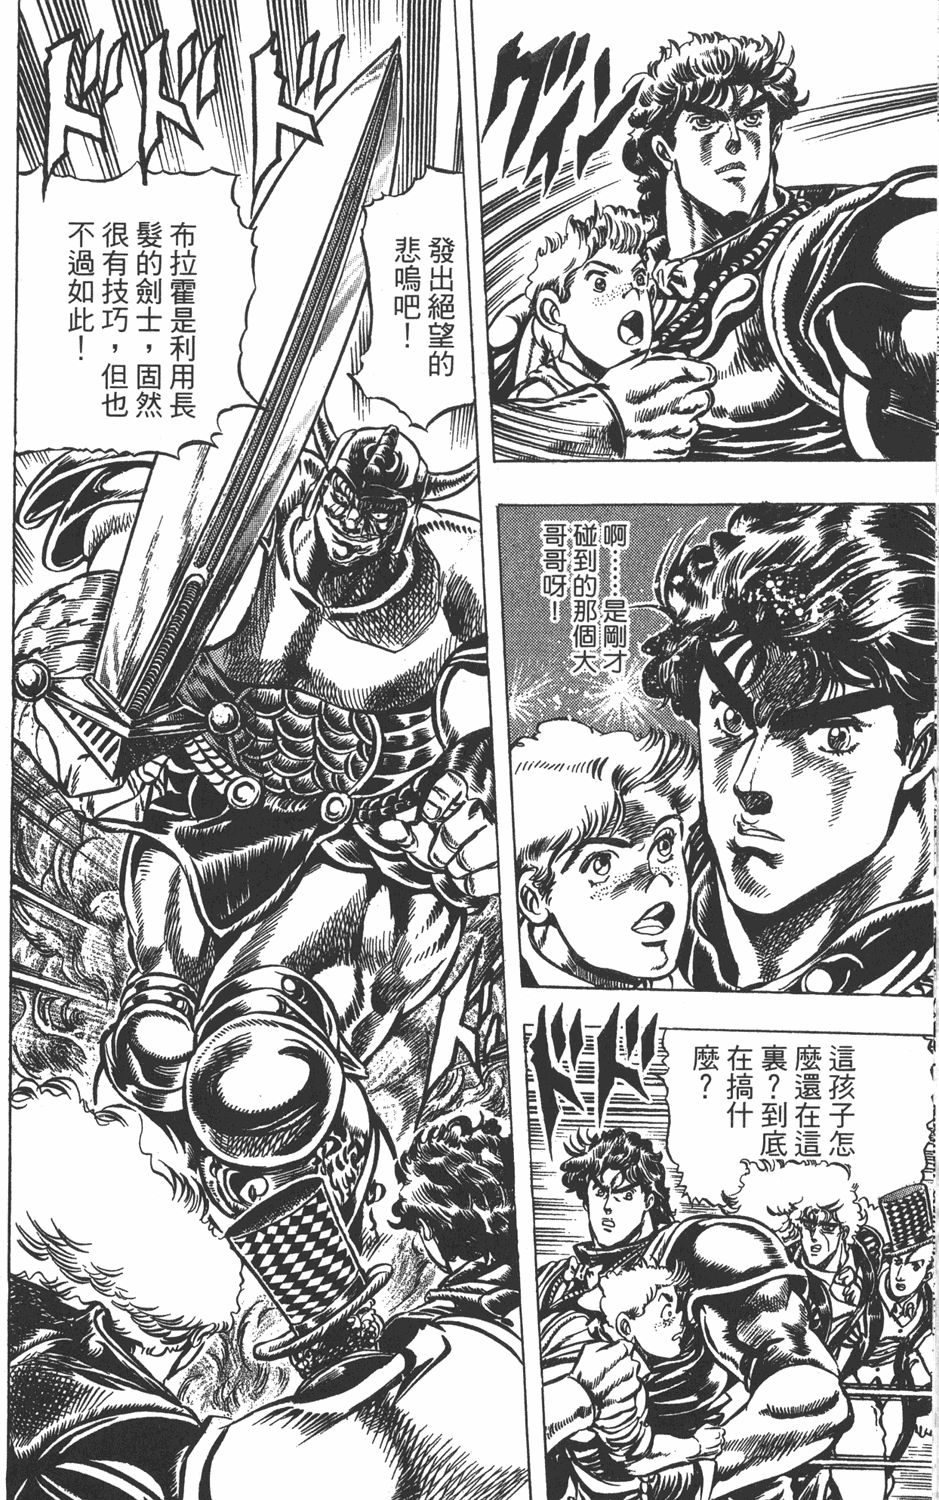 グイン
啊……是剛才
碰到的那個大
哥哥呀！
這孩子怎
麼還在這
裏？到底
在搞什
麼？
ドド
ドドド
發出絕望的
悲鳴吧！
布拉霍是利用長
髮的劍士，固然
很有技巧，但也
不過如此！